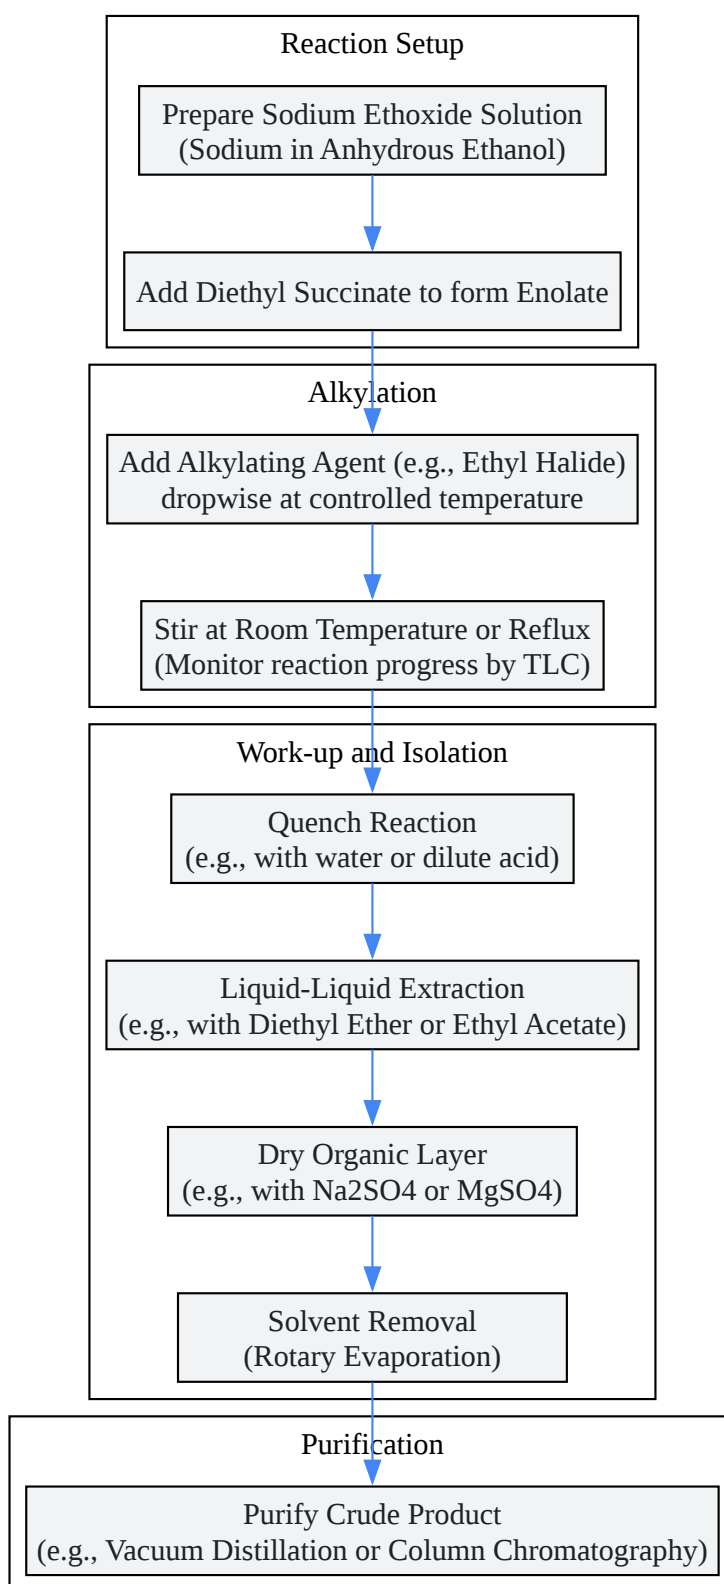 Reaction Setup
Prepare Sodium Ethoxide Solution
(Sodium in Anhydrous Ethanol)
Add Diethyl Succinate to form Enolate
Alkylation
Add Alkylating Agent (e.g., Ethyl Halide)
dropwise at controlled temperature
Stir at Room Temperature or Reflux
(Monitor reaction progress by TLC)
Work-up and Isolation
Quench Reaction
(e.g., with water or dilute acid)
Liquid-Liquid Extraction
(e.g., with Diethyl Ether or Ethyl Acetate)
Dry Organic Layer
(e.g., with Na2SO4 or MgSO4)
Solvent Removal
(Rotary Evaporation)
Purification
Purify Crude Product
(e.g., Vacuum Distillation or Column Chromatography)